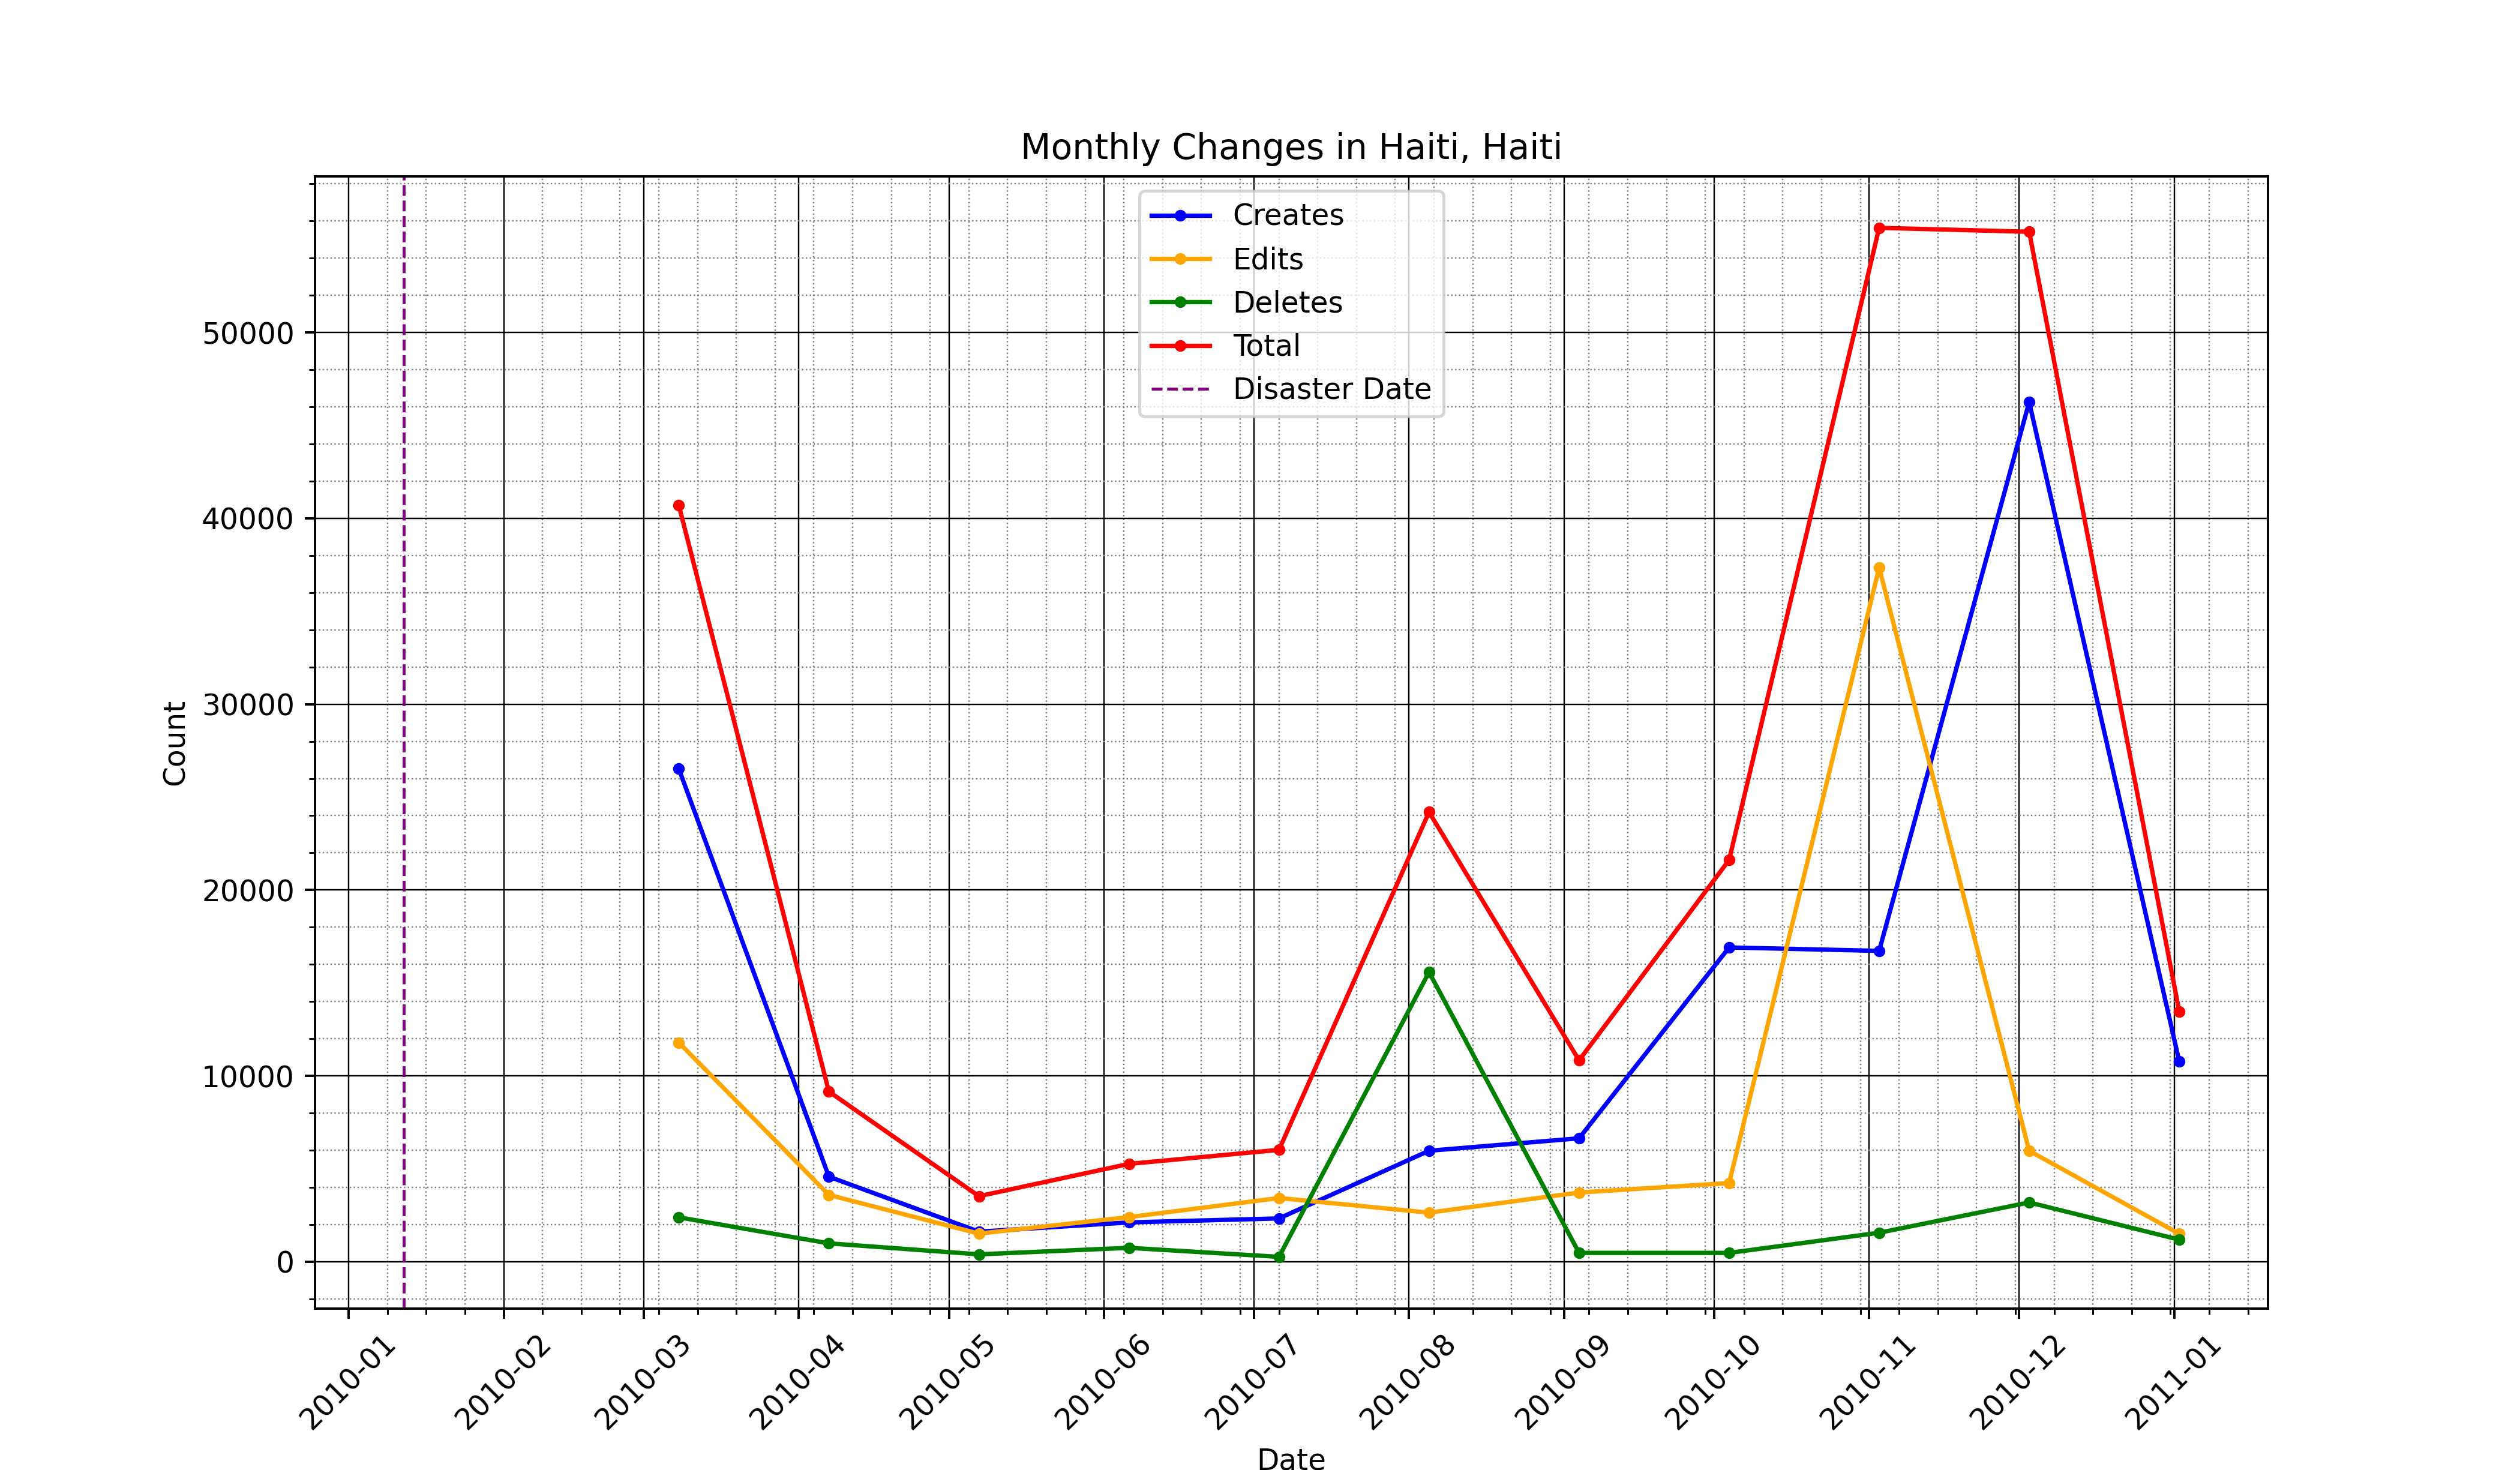 Monthly Changes in Haiti, Haiti
Creates
Edits
Deletes
Total
Disaster Date
Count
50000
40000
30000
20000
10000
0
2010-01
2010-02
2010-03
2010-04
2010-05
2010-06
2010-07
2010-08
2010-09
2010-10
2010-11
2010-12
2011-01
Date